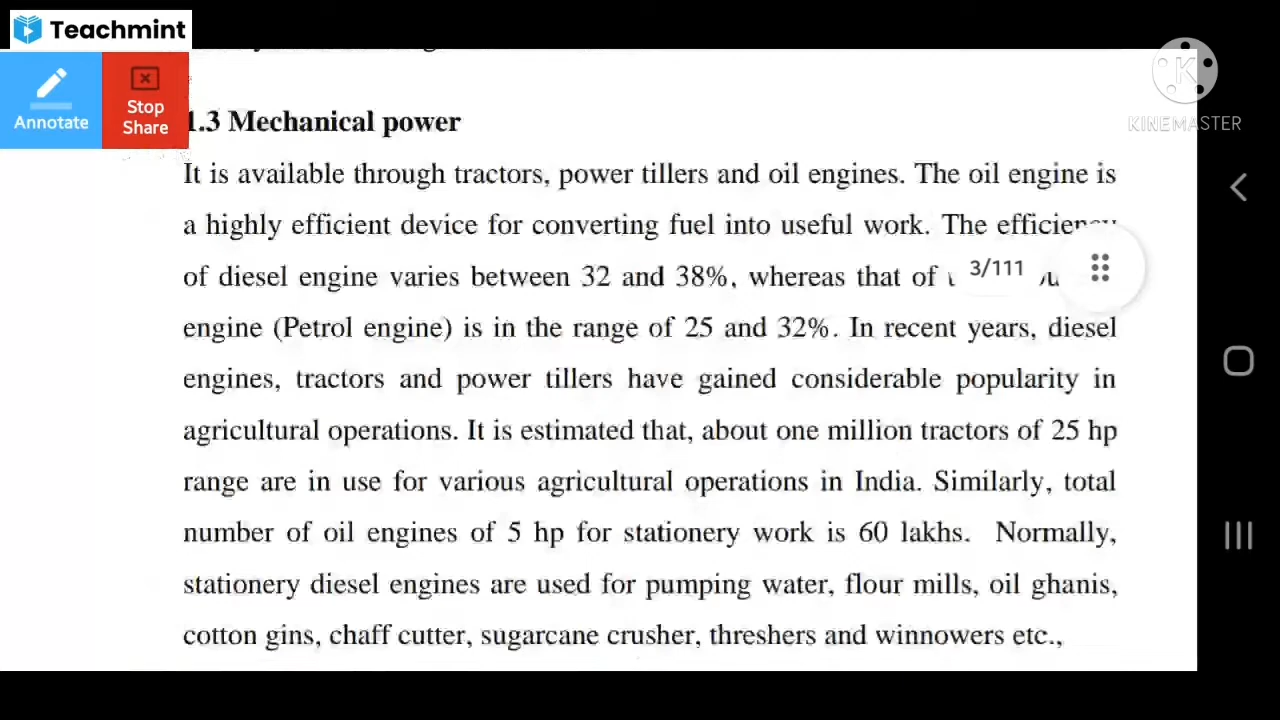 Teachmint
Annotate
Stop
Share
1.3 Mechanical power
It is available through tractors, power tillers and oil engines. The oil engine is
a highly efficient device for converting fuel into useful work. The efficiency
of diesel engine varies between 32 and 38%, whereas that of
engine (Petrol engine) is in the range of 25 and 32%. In recent years, diesel
engines, tractors and power tillers have gained considerable popularity in
agricultural operations. It is estimated that, about one million tractors of 25 hp
range are in use for various agricultural operations in India. Similarly, total
number of oil engines of 5 hp for stationery work is 60 lakhs. Normally,
stationery diesel engines are used for pumping water, flour mills, oil ghanis,
cotton gins, chaff cutter, sugarcane crusher, threshers and winnowers etc.,
3/111
K
KINEMASTER